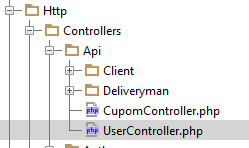 Http
Controllers
Api
Client
Deliveryman
php CupomController.php
php UserController.php